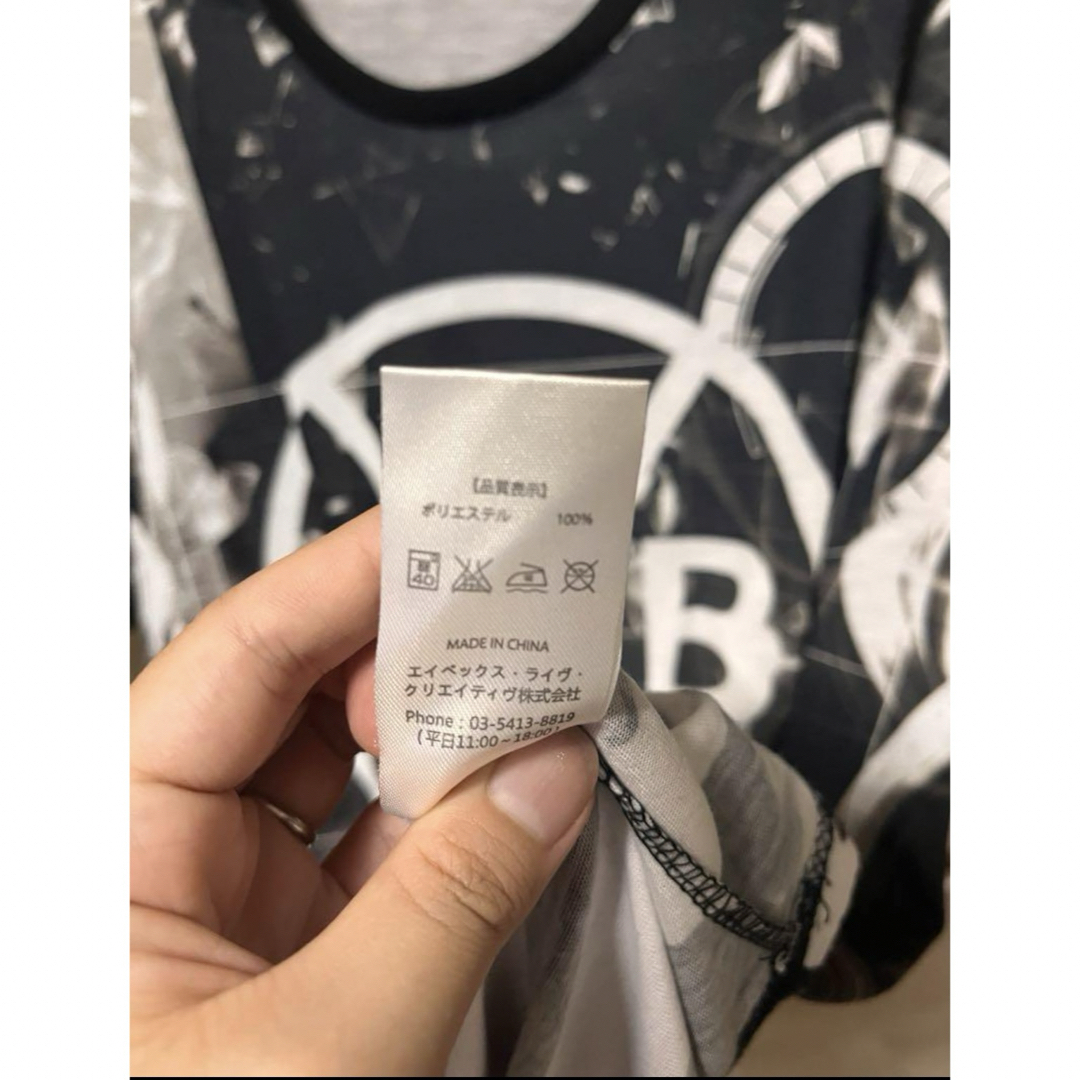 【品質表示】
ポリエステル 100%
40
MADE IN CHINA
エイベックス・ライヴ・
クリエイティヴ株式会社
Phone : 03-5413-8819
(平日11:00~18:00)
B